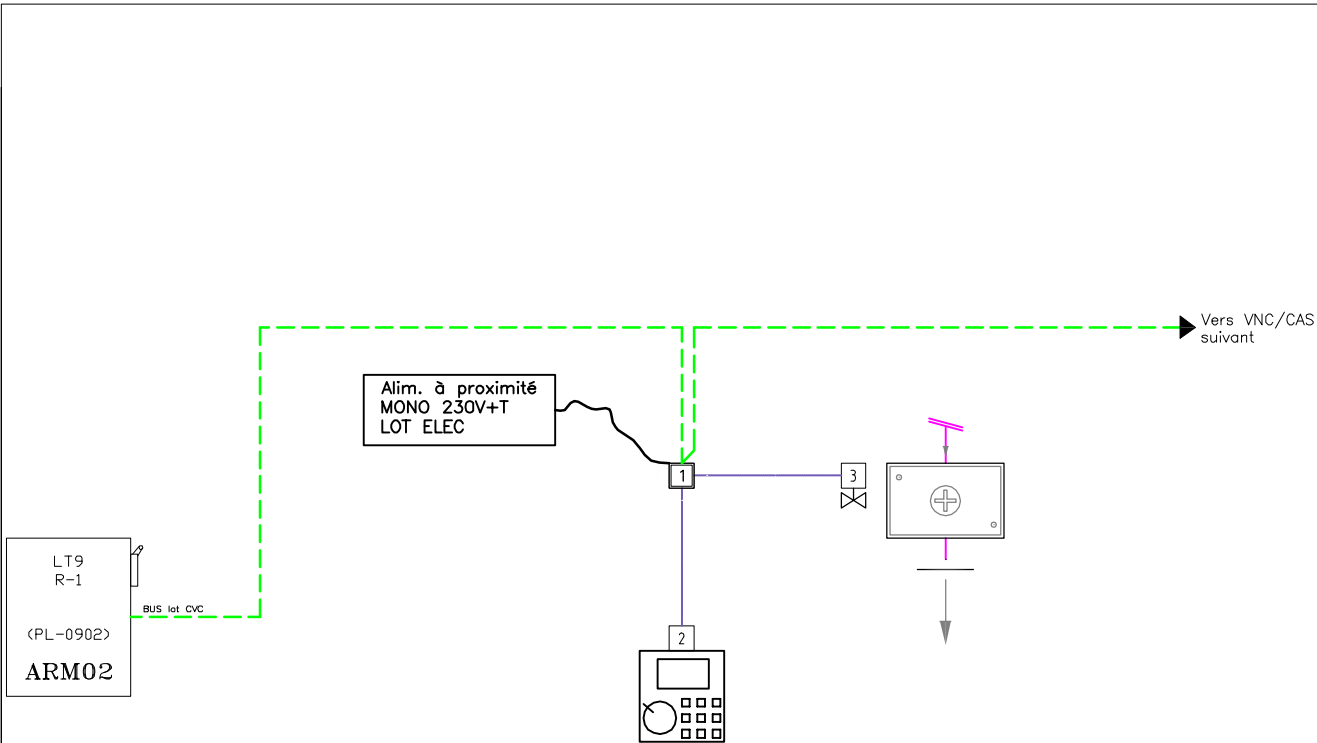 Vers VNC/CAS
suivant
Alim. à proximité
MONO 230V+T
LOT ELEC
1
3
LT9
R-1
BUS lot CVC
(PL-0902)
ARM02
2